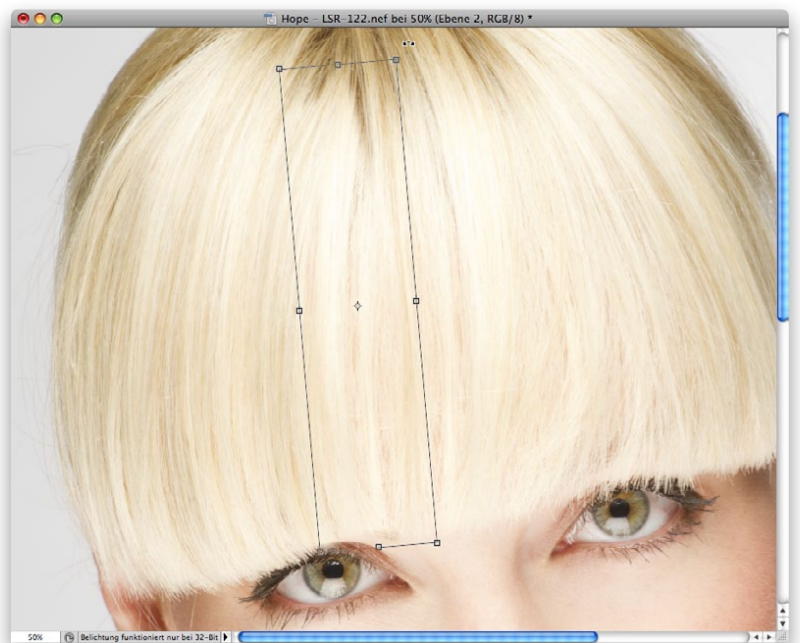 Hope - LSR-122.nef bei 50% (Ebene 2, RGB/8) *
50% Belichtung funktioniert nur bei 32-Bit